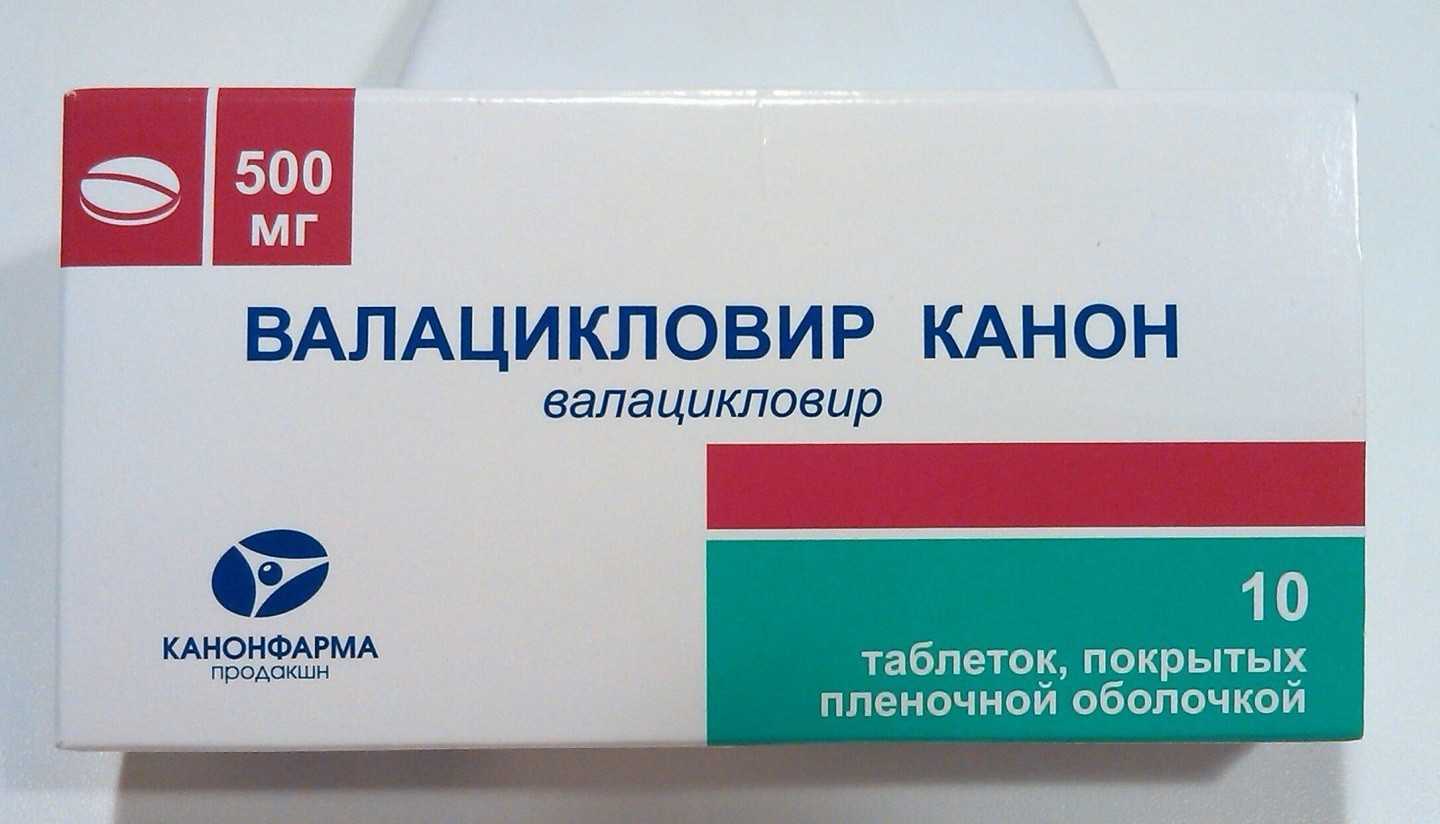 500
мг
ВАЛАЦИКЛОВИР КАНОН
валацикловир
КАНОНФАРМА
продакшн
10
таблеток, покрытых
пленочной оболочкой